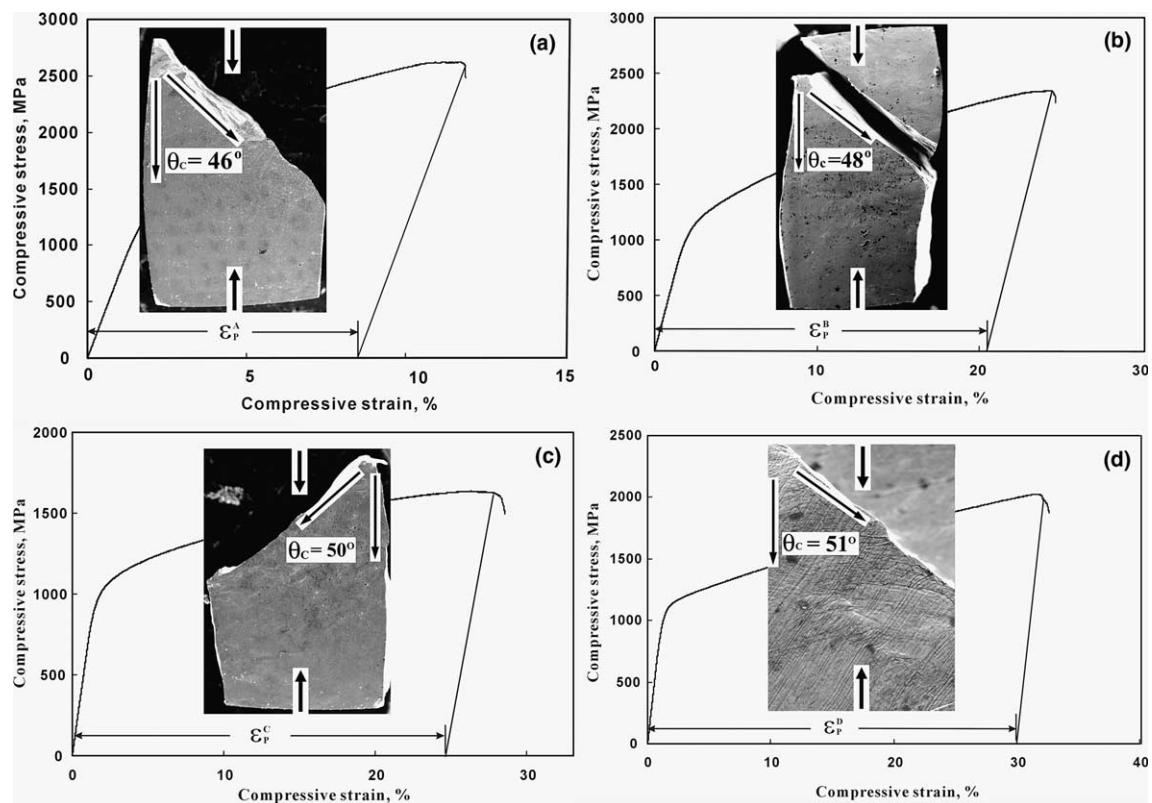 3000
2500
2000
1500
1000
500
0
Compressive stress, MPa
(a)
θc = 46°
ε_P^A
0 5 10 15
Compressive strain, %
3000
2500
2000
1500
1000
500
0
Compressive stress, MPa
(b)
θc = 48°
ε_P^B
0 10 20 30
Compressive strain, %
2000
1500
1000
500
0
Compressive stress, MPa
(c)
θc = 50°
ε_P^C
0 10 20 30
Compressive strain, %
2500
2000
1500
1000
500
0
Compressive stress, MPa
(d)
θc = 51°
ε_P^D
0 10 20 30 40
Compressive strain, %